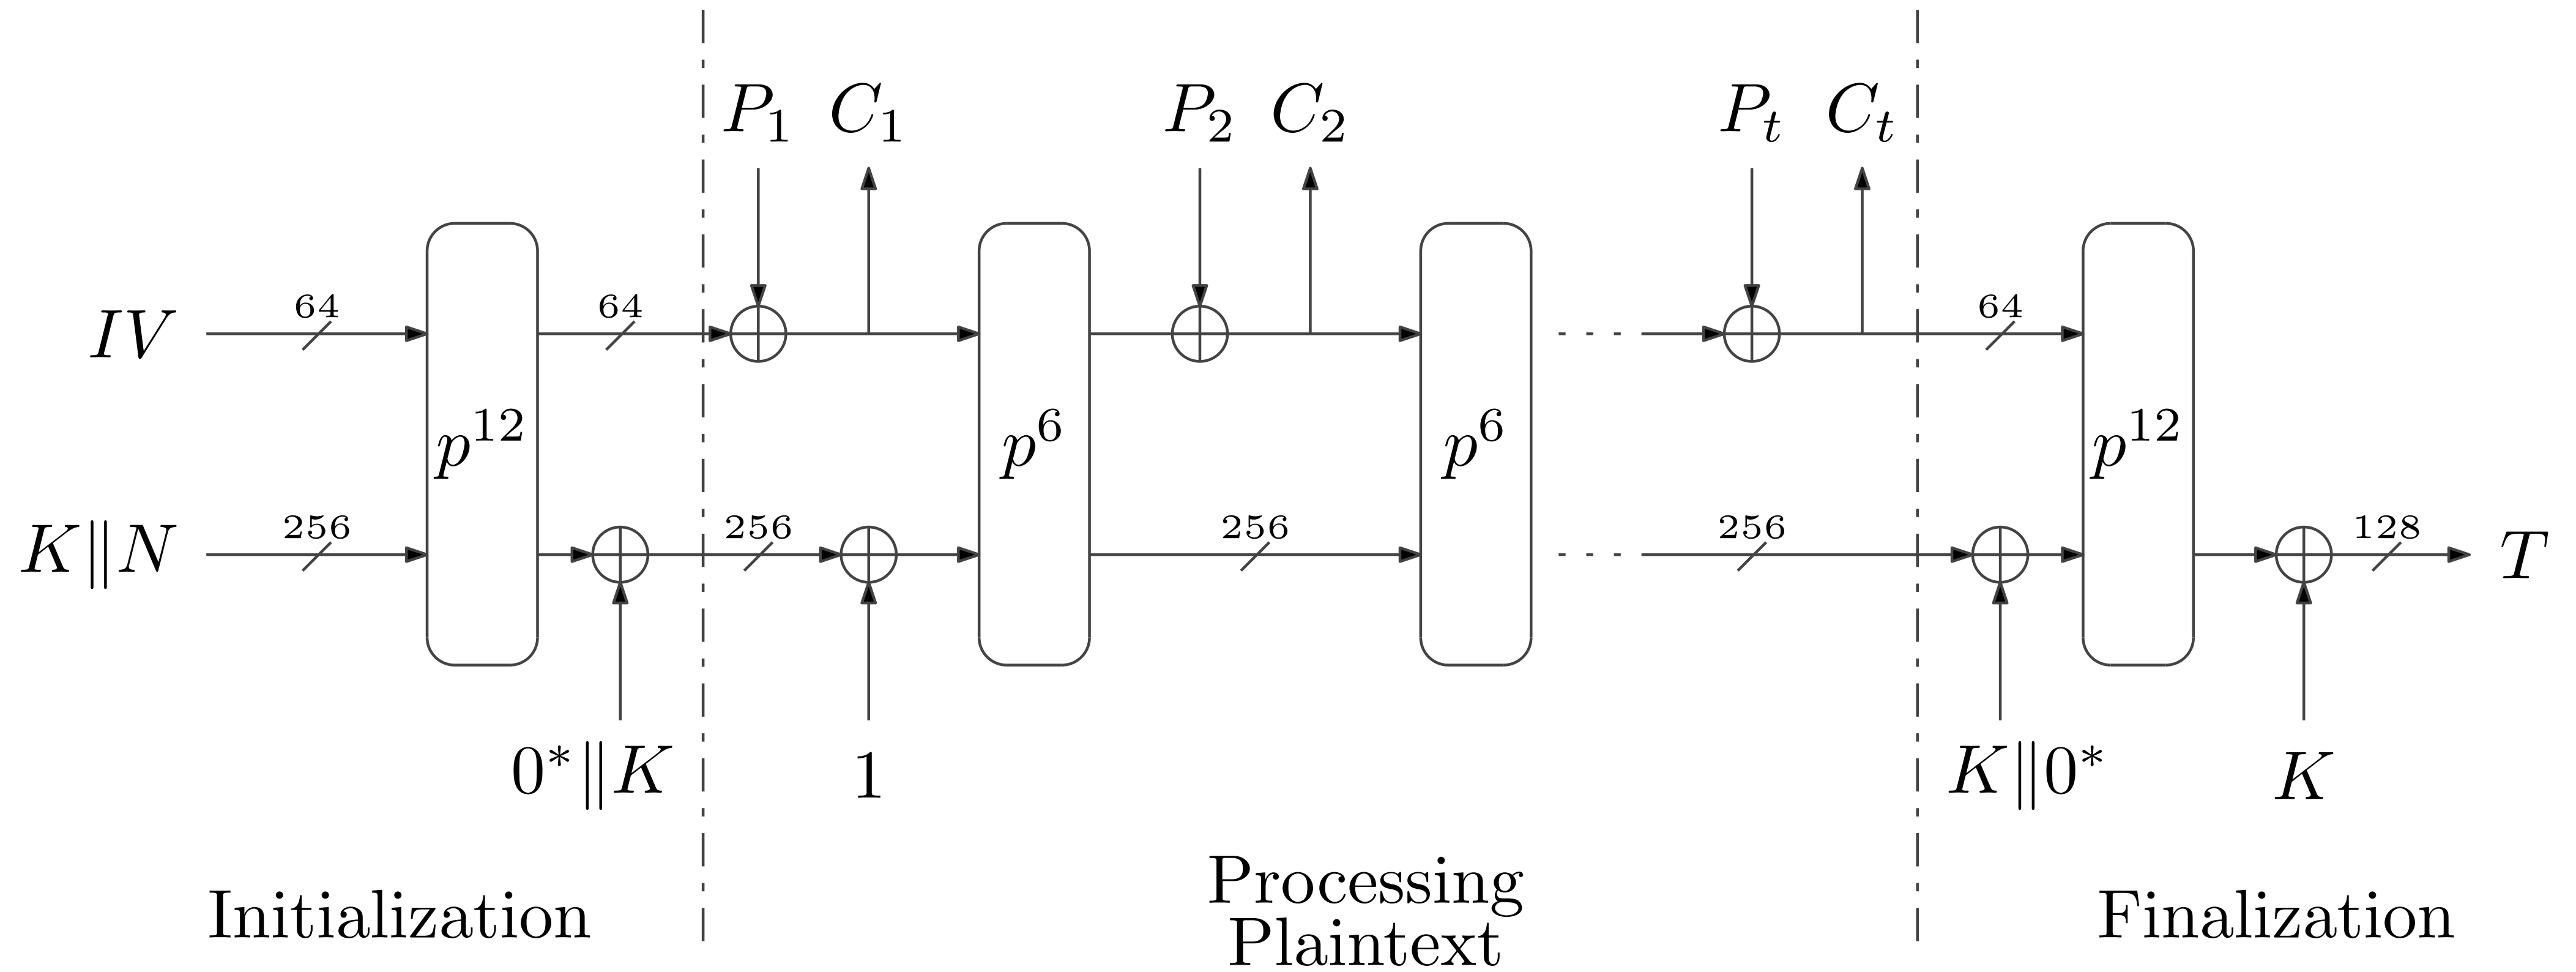 P₁ C₁ P₂ C₂ Pₜ Cₜ
IV 64 64 64
p¹² p⁶ p⁶ p¹²
K‖N 256 256 256 256 128 T
0*‖K 1 K‖0* K
Initialization
Processing
Plaintext
Finalization